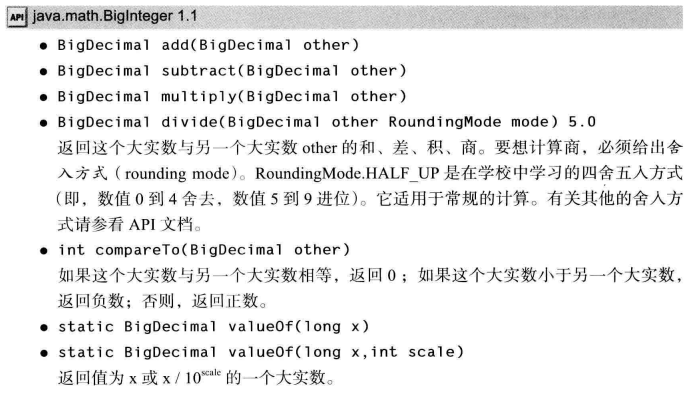 API java.math.BigInteger 1.1
● BigDecimal add(BigDecimal other)
● BigDecimal subtract(BigDecimal other)
● BigDecimal multiply(BigDecimal other)
● BigDecimal divide(BigDecimal other RoundingMode mode) 5.0
返回这个大实数与另一个大实数 other 的和、差、积、商。要想计算商，必须给出舍
入方式（rounding mode）。RoundingMode.HALF_UP 是在学校中学习的四舍五入方式
（即，数值 0 到 4 舍去，数值 5 到 9 进位）。它适用于常规的计算。有关其他的舍入方
式请参看 API 文档。
● int compareTo(BigDecimal other)
如果这个大实数与另一个大实数相等，返回 0；如果这个大实数小于另一个大实数，
返回负数；否则，返回正数。
● static BigDecimal valueOf(long x)
● static BigDecimal valueOf(long x,int scale)
返回值为 x 或 x / 10^scale 的一个大实数。